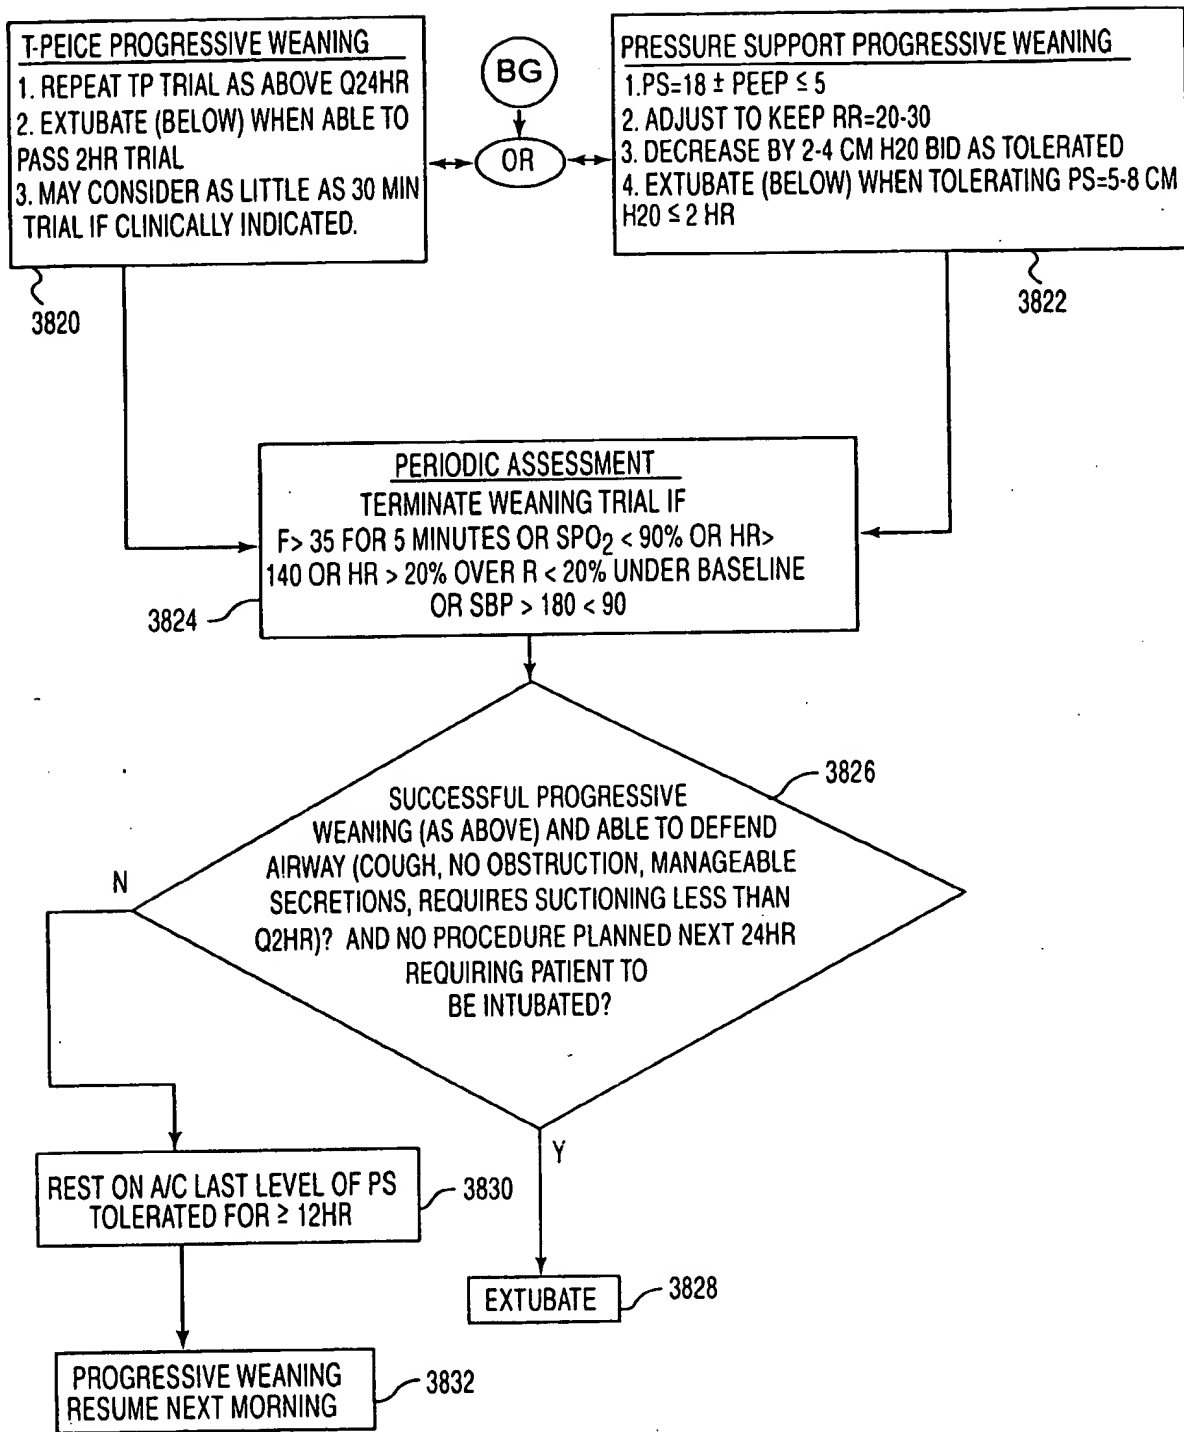 T-PEICE PROGRESSIVE WEANING
1. REPEAT TP TRIAL AS ABOVE Q24HR
2. EXTUBATE (BELOW) WHEN ABLE TO
PASS 2HR TRIAL
3. MAY CONSIDER AS LITTLE AS 30 MIN
TRIAL IF CLINICALLY INDICATED.
3820
BG
OR
PRESSURE SUPPORT PROGRESSIVE WEANING
1.PS=18 ± PEEP ≤ 5
2. ADJUST TO KEEP RR=20-30
3. DECREASE BY 2-4 CM H20 BID AS TOLERATED
4. EXTUBATE (BELOW) WHEN TOLERATING PS=5-8 CM
H20 ≤ 2 HR
3822
PERIODIC ASSESSMENT
TERMINATE WEANING TRIAL IF
F> 35 FOR 5 MINUTES OR SPO₂ < 90% OR HR>
140 OR HR > 20% OVER R < 20% UNDER BASELINE
OR SBP > 180 < 90
3824
SUCCESSFUL PROGRESSIVE
WEANING (AS ABOVE) AND ABLE TO DEFEND
AIRWAY (COUGH, NO OBSTRUCTION, MANAGEABLE
SECRETIONS, REQUIRES SUCTIONING LESS THAN
Q2HR)? AND NO PROCEDURE PLANNED NEXT 24HR
REQUIRING PATIENT TO
BE INTUBATED?
3826
N
Y
REST ON A/C LAST LEVEL OF PS
TOLERATED FOR ≥ 12HR
3830
EXTUBATE
3828
PROGRESSIVE WEANING
RESUME NEXT MORNING
3832